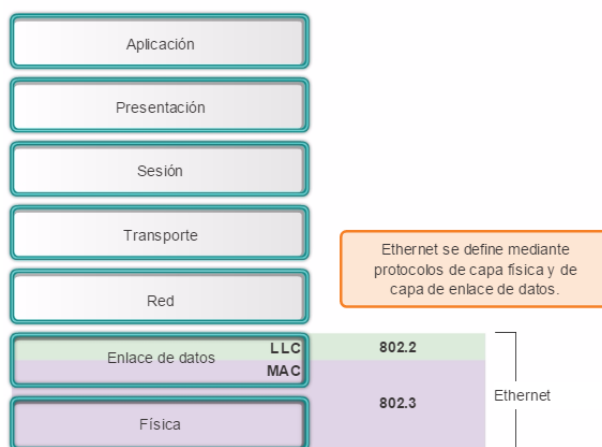 Aplicación
Presentación
Sesión
Transporte
Ethernet se define mediante
protocolos de capa física y de
capa de enlace de datos.
Red
Enlace de datos
LLC
802.2
MAC
802.3
Ethernet
Física